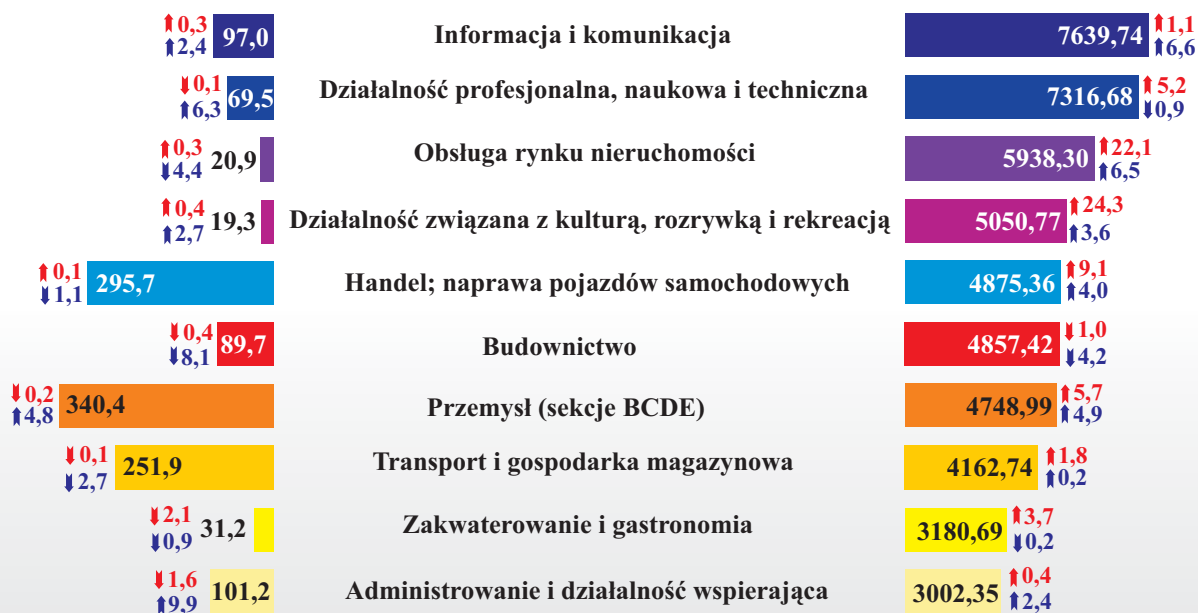 ⬆0,3 97,0 Informacja i komunikacja 7639,74 ⬆1,1
⬆2,4 ⬆6,6
⬇0,1 69,5 Działalność profesjonalna, naukowa i techniczna 7316,68 ⬆5,2
⬆6,3 ⬇0,9
⬆0,3 20,9 Obsługa rynku nieruchomości 5938,30 ⬆22,1
⬇4,4 ⬆6,5
⬆0,4 19,3 Działalność związana z kulturą, rozrywką i rekreacją 5050,77 ⬆24,3
⬆2,7 ⬆3,6
⬆0,1 295,7 Handel; naprawa pojazdów samochodowych 4875,36 ⬆9,1
⬇1,1 ⬆4,0
⬇0,4 89,7 Budownictwo 4857,42 ⬇1,0
⬇8,1 ⬇4,2
⬇0,2 340,4 Przemysł (sekcje BCDE) 4748,99 ⬆5,7
⬆4,8 ⬆4,9
⬇0,1 251,9 Transport i gospodarka magazynowa 4162,74 ⬆1,8
⬇2,7 ⬆0,2
⬇2,1 31,2 Zakwaterowanie i gastronomia 3180,69 ⬆3,7
⬇0,9 ⬇0,2
⬇1,6 101,2 Administrowanie i działalność wspierająca 3002,35 ⬆0,4
⬆9,9 ⬆2,4